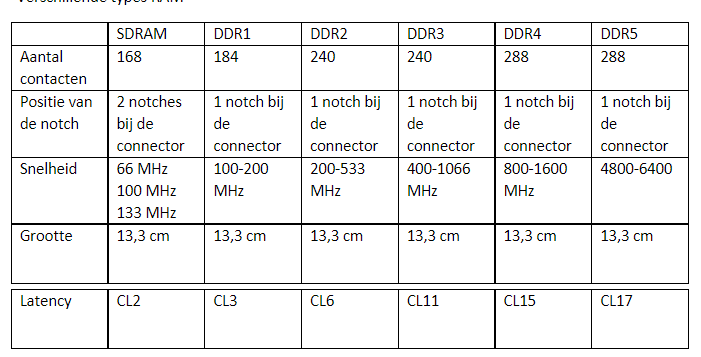 Verschillende types RAM
SDRAM DDR1 DDR2 DDR3 DDR4 DDR5
Aantal contacten 168 184 240 240 288 288
Positie van de notch 2 notches bij de connector 1 notch bij de connector 1 notch bij de connector 1 notch bij de connector 1 notch bij de connector 1 notch bij de connector
Snelheid 66 MHz 100 MHz 133 MHz 100-200 MHz 200-533 MHz 400-1066 MHz 800-1600 MHz 4800-6400
Grootte 13,3 cm 13,3 cm 13,3 cm 13,3 cm 13,3 cm 13,3 cm
Latency CL2 CL3 CL6 CL11 CL15 CL17